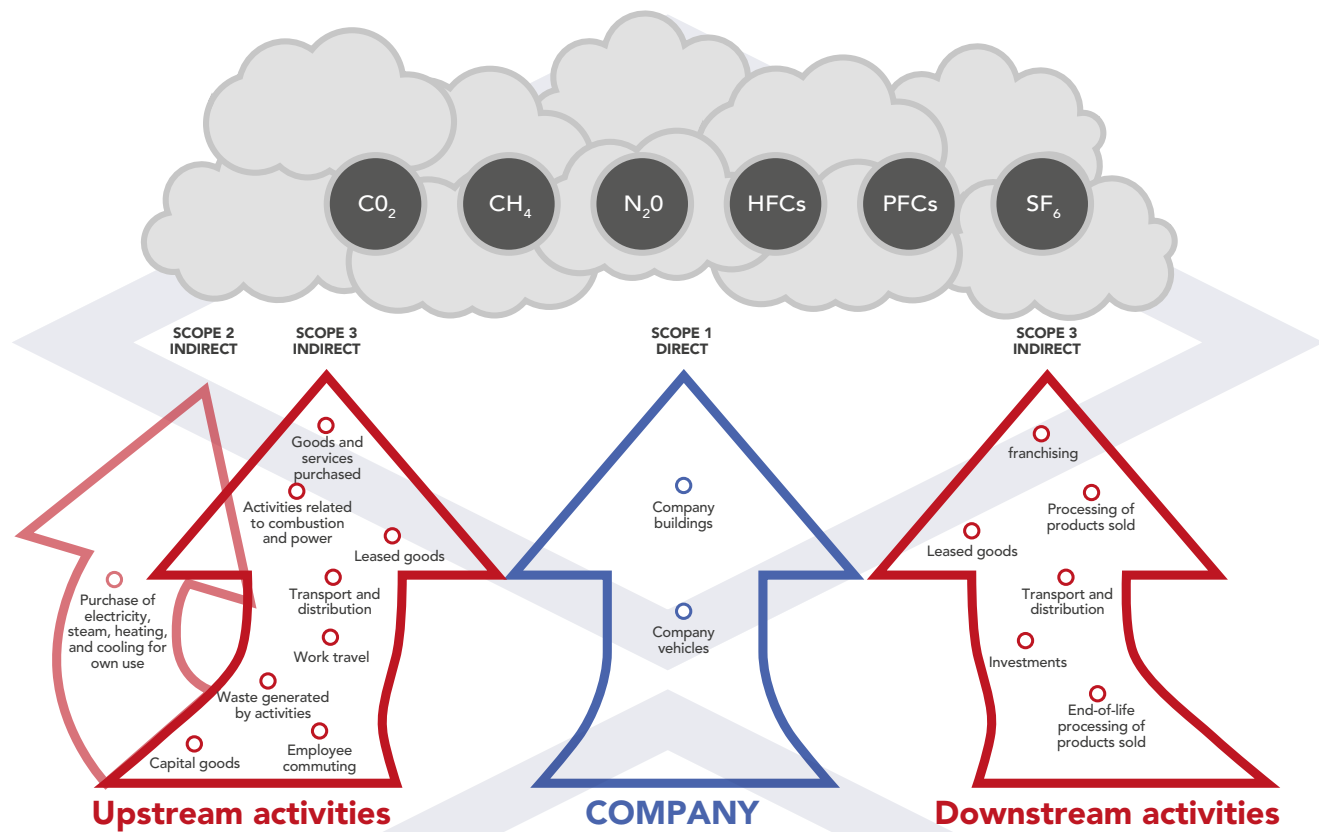 C0₂
CH₄
N₂0
HFCs
PFCs
SF₆
SCOPE 2
INDIRECT
SCOPE 3
INDIRECT
SCOPE 1
DIRECT
SCOPE 3
INDIRECT
Purchase of
electricity,
steam, heating,
and cooling for
own use
Goods and
services
purchased
Activities related
to combustion
and power
Leased goods
Transport and
distribution
Work travel
Waste generated
by activities
Employee
commuting
Capital goods
Upstream activities
Company
buildings
Company
vehicles
COMPANY
franchising
Processing of
products sold
Leased goods
Transport and
distribution
Investments
End-of-life
processing of
products sold
Downstream activities